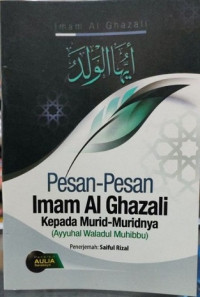 Imam Al Ghazali
أيها الولد
Pesan-Pesan
Imam Al Ghazali
Kepada Murid-Muridnya
(Ayyuhal Waladul Muhibbu)
Penerjemah: Saiful Rizal
AULIA